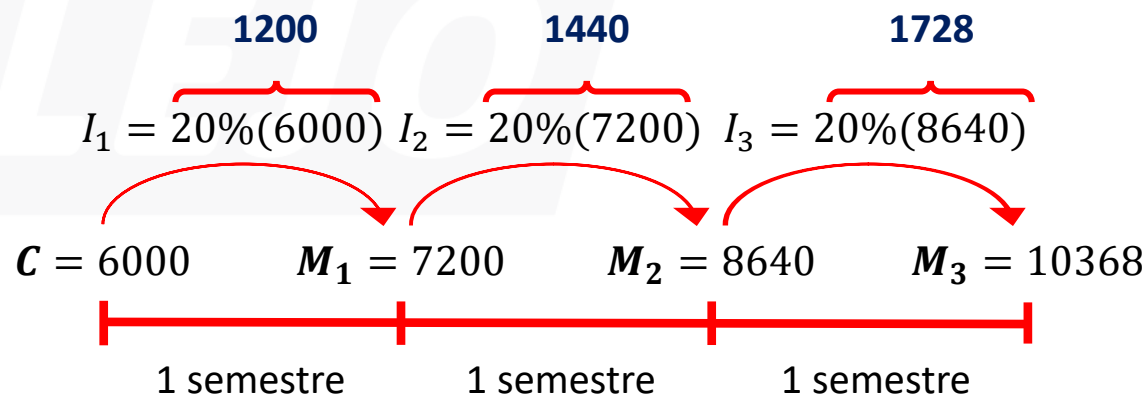 1200 1440 1728
I₁ = 20%(6000) I₂ = 20%(7200) I₃ = 20%(8640)
C = 6000 M₁ = 7200 M₂ = 8640 M₃ = 10368
1 semestre 1 semestre 1 semestre